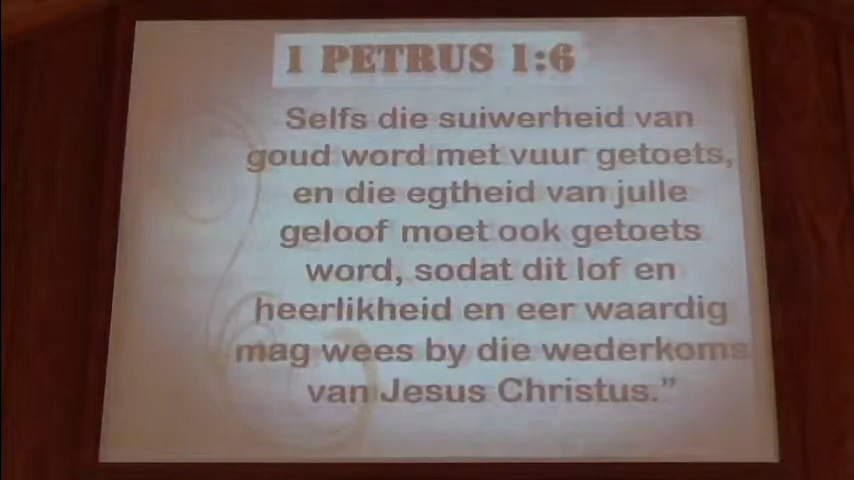 1 PETRUS 1:6
Selfs die suiwerheid van
goud word met vuur getoets,
en die egtheid van julle
geloof moet ook getoets
word, sodat dit lof en
heerlikheid en eer waardig
mag wees by die wederkoms
van Jesus Christus.”